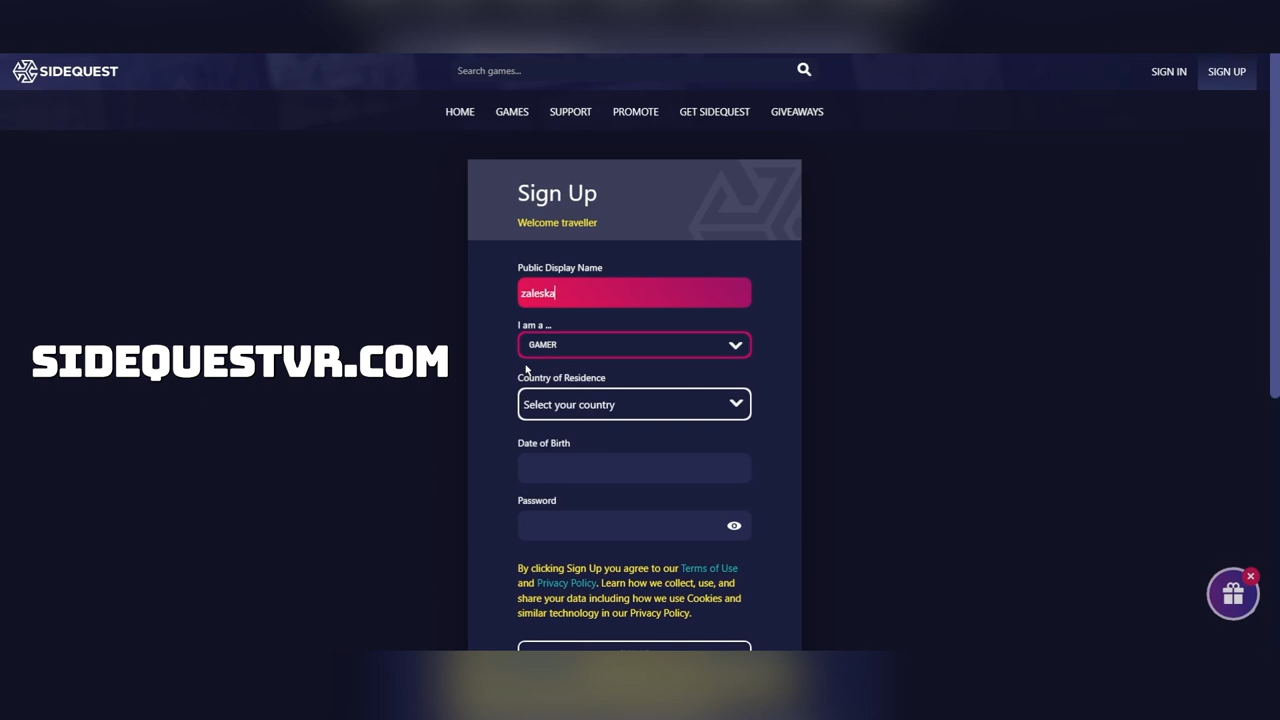 SIDEQUEST
Search games...
SIGN IN
SIGN UP
HOME
GAMES
SUPPORT
PROMOTE
GET SIDEQUEST
GIVEAWAYS
Sign Up
Welcome traveller
Public Display Name
zaleska
I am a ...
GAMER
SIDEQUESTVR.COM
Country of Residence
Select your country
Date of Birth
Password
By clicking Sign Up you agree to our Terms of Use
and Privacy Policy. Learn how we collect, use, and
share your data including how we use Cookies and
similar technology in our Privacy Policy.